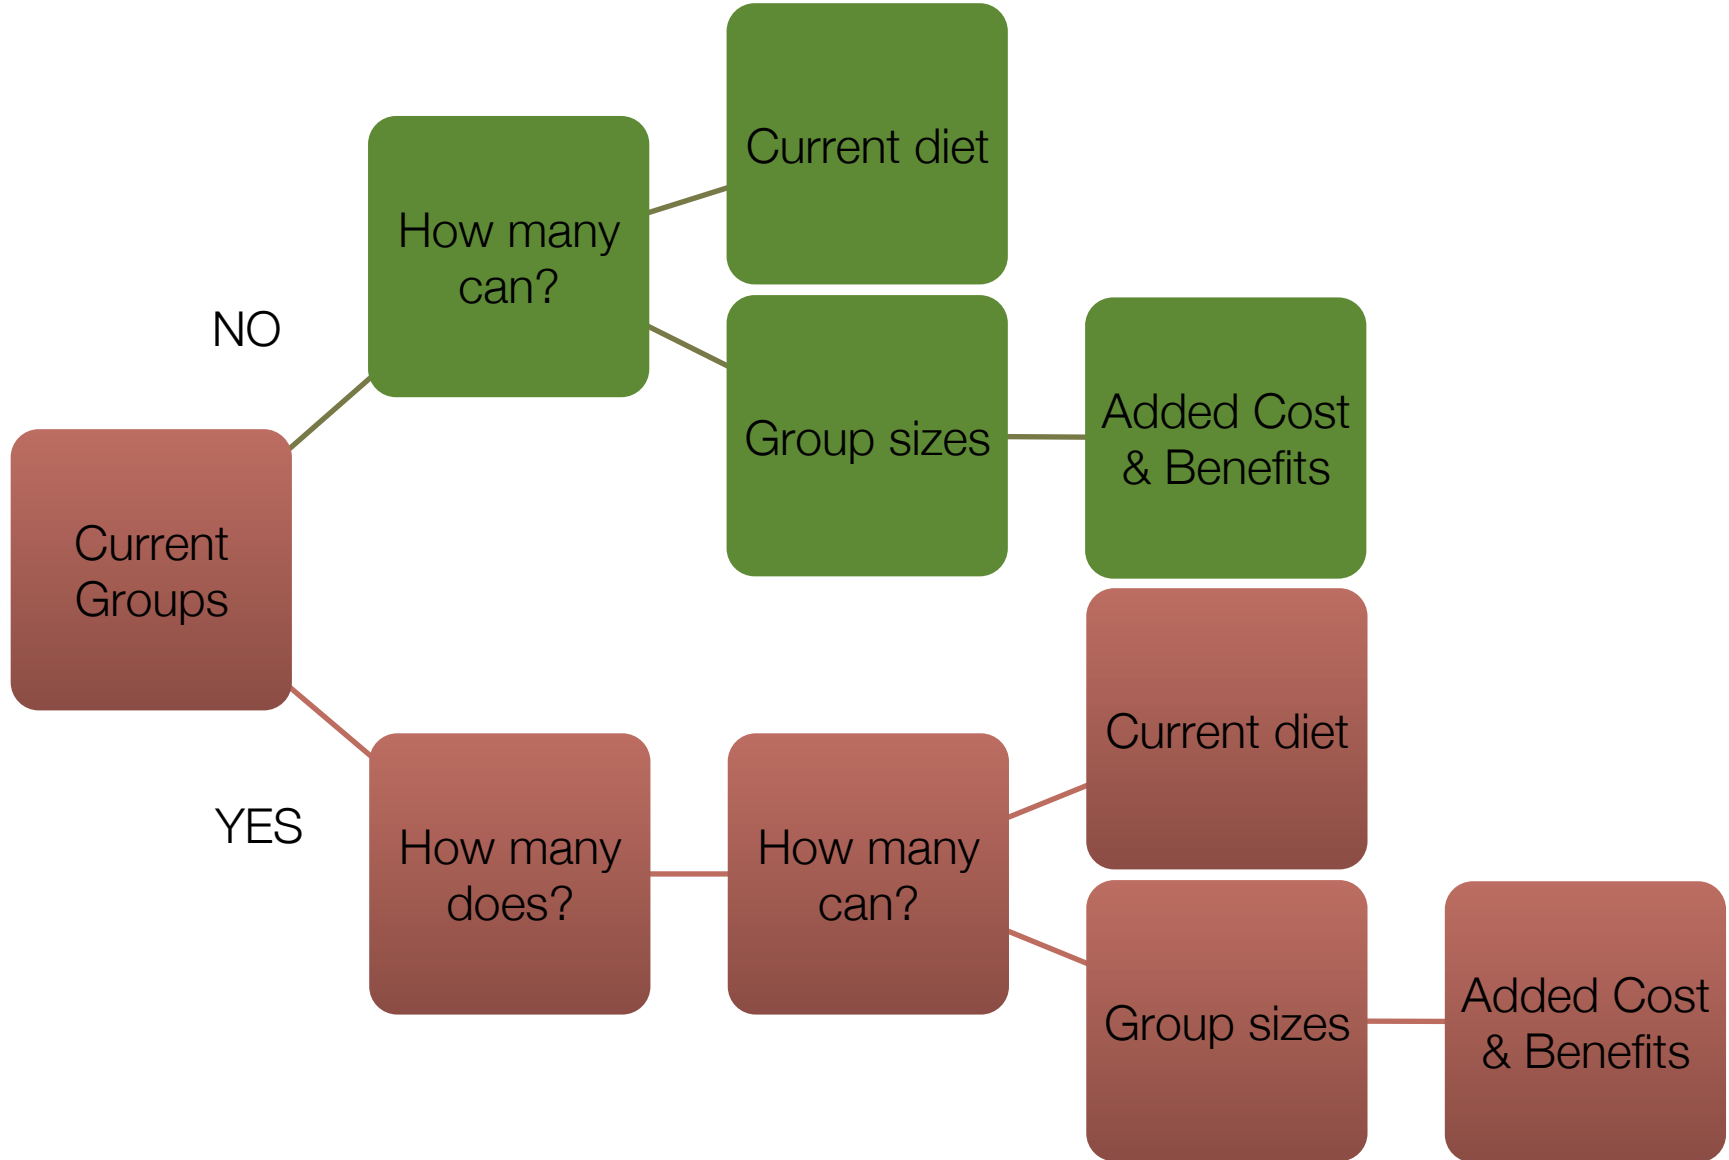 Current diet
How many
can?
NO
Group sizes
Added Cost
& Benefits
Current
Groups
YES
How many
does?
How many
can?
Current diet
Group sizes
Added Cost
& Benefits